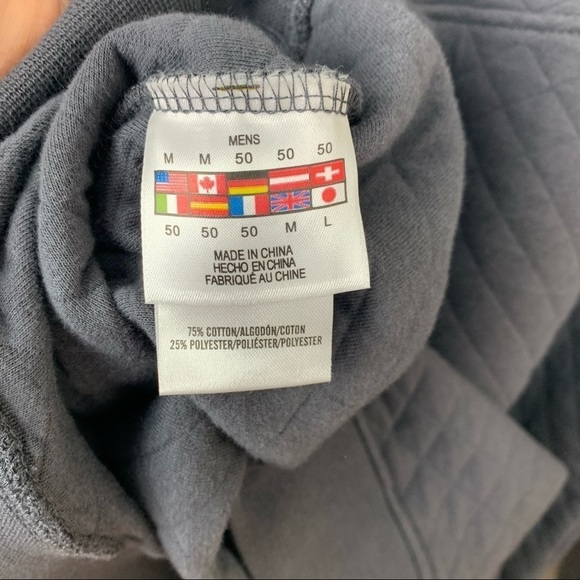 MENS
M M 50 50 50
50 50 50 M L
MADE IN CHINA
HECHO EN CHINA
FABRIQUÉ AU CHINE
75% COTTON/ALGODÓN/COTON
25% POLYESTER/POLIÉSTER/POLYESTER